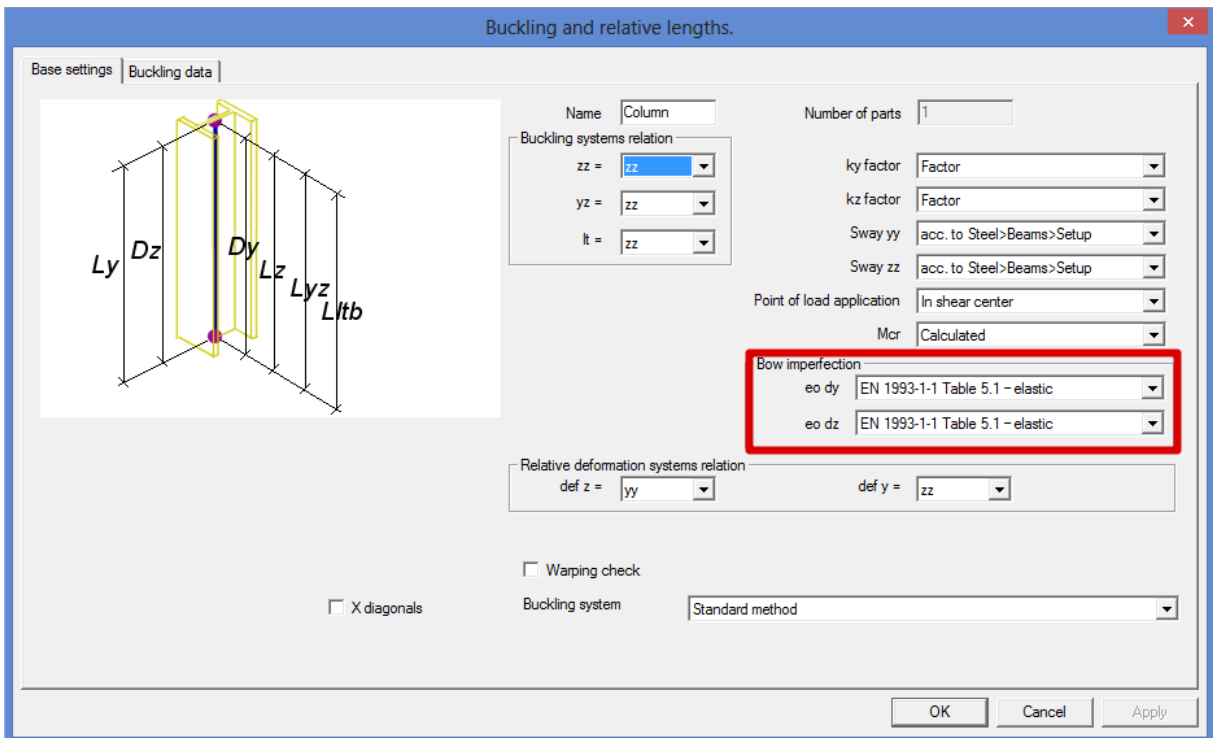 Buckling and relative lengths.
Base settings
Buckling data
Name Column
Number of parts 1
Buckling systems relation
zz = zz
yz = zz
lt = zz
ky factor Factor
kz factor Factor
Sway yy acc. to Steel>Beams>Setup
Sway zz acc. to Steel>Beams>Setup
Point of load application In shear center
Mcr Calculated
Ly
Dz
Dy
Lz
Lyz
Lltb
Bow imperfection
eo dy EN 1993-1-1 Table 5.1 – elastic
eo dz EN 1993-1-1 Table 5.1 – elastic
Relative deformation systems relation
def z = yy
def y = zz
Warping check
X diagonals
Buckling system Standard method
OK
Cancel
Apply